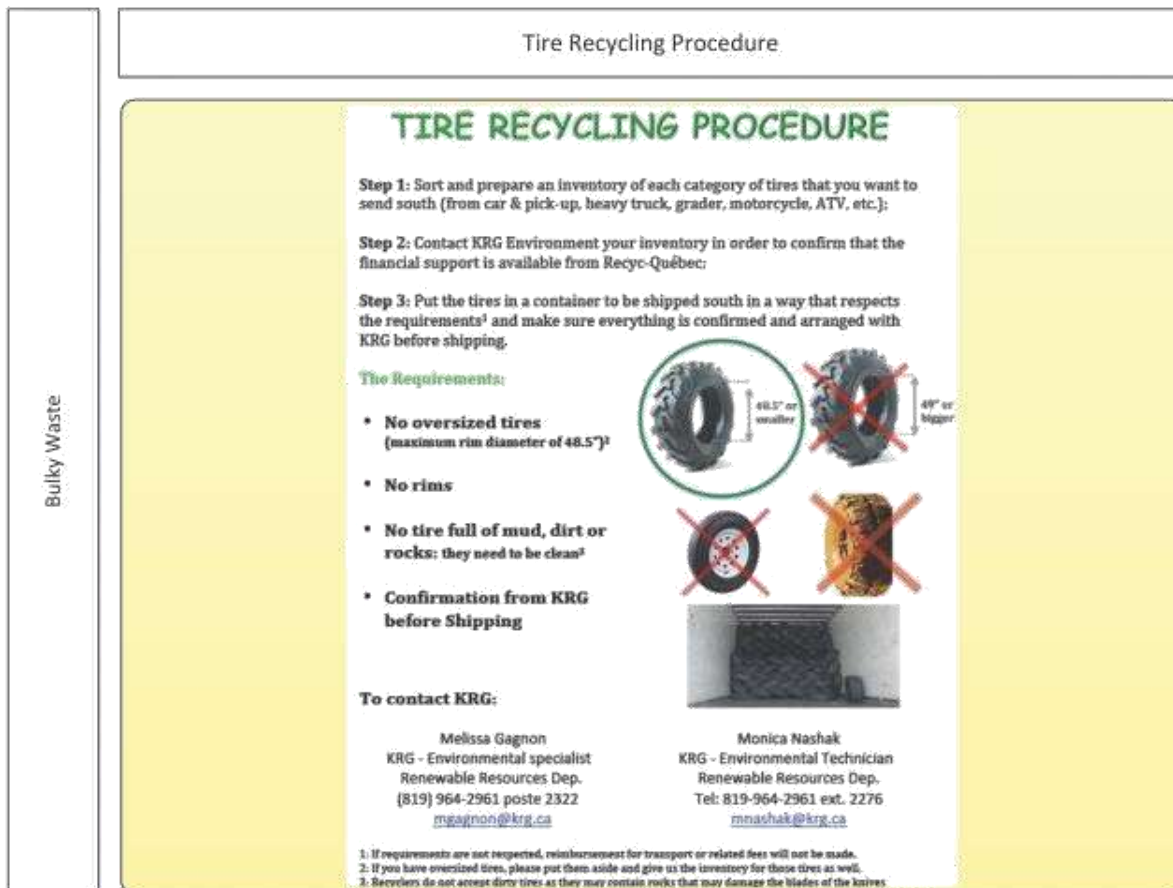 Tire Recycling Procedure
Bulky Waste
TIRE RECYCLING PROCEDURE
Step 1: Sort and prepare an inventory of each category of tires that you want to
send south (from car & pick-up, heavy truck, grader, motorcycle, ATV, etc.);
Step 2: Contact KRG Environment your inventory in order to confirm that the
financial support is available from Recyc-Québec;
Step 3: Put the tires in a container to be shipped south in a way that respects
the requirements¹ and make sure everything is confirmed and arranged with
KRG before shipping.
The Requirements:
• No oversized tires
(maximum rim diameter of 48.5")²
• No rims
• No tire full of mud, dirt or
rocks: they need to be clean³
• Confirmation from KRG
before Shipping
48.5" or
smaller
49" or
bigger
To contact KRG:
Melissa Gagnon
KRG - Environmental specialist
Renewable Resources Dep.
(819) 964-2961 poste 2322
mgagnon@krg.ca
Monica Nashak
KRG - Environmental Technician
Renewable Resources Dep.
Tel: 819-964-2961 ext. 2276
mnashak@krg.ca
1: If requirements are not respected, reimbursement for transport or related fees will not be made.
2: If you have oversized tires, please put them aside and give us the inventory for those tires as well.
3: Recyclers do not accept dirty tires as they may contain rocks that may damage the blades of the knives